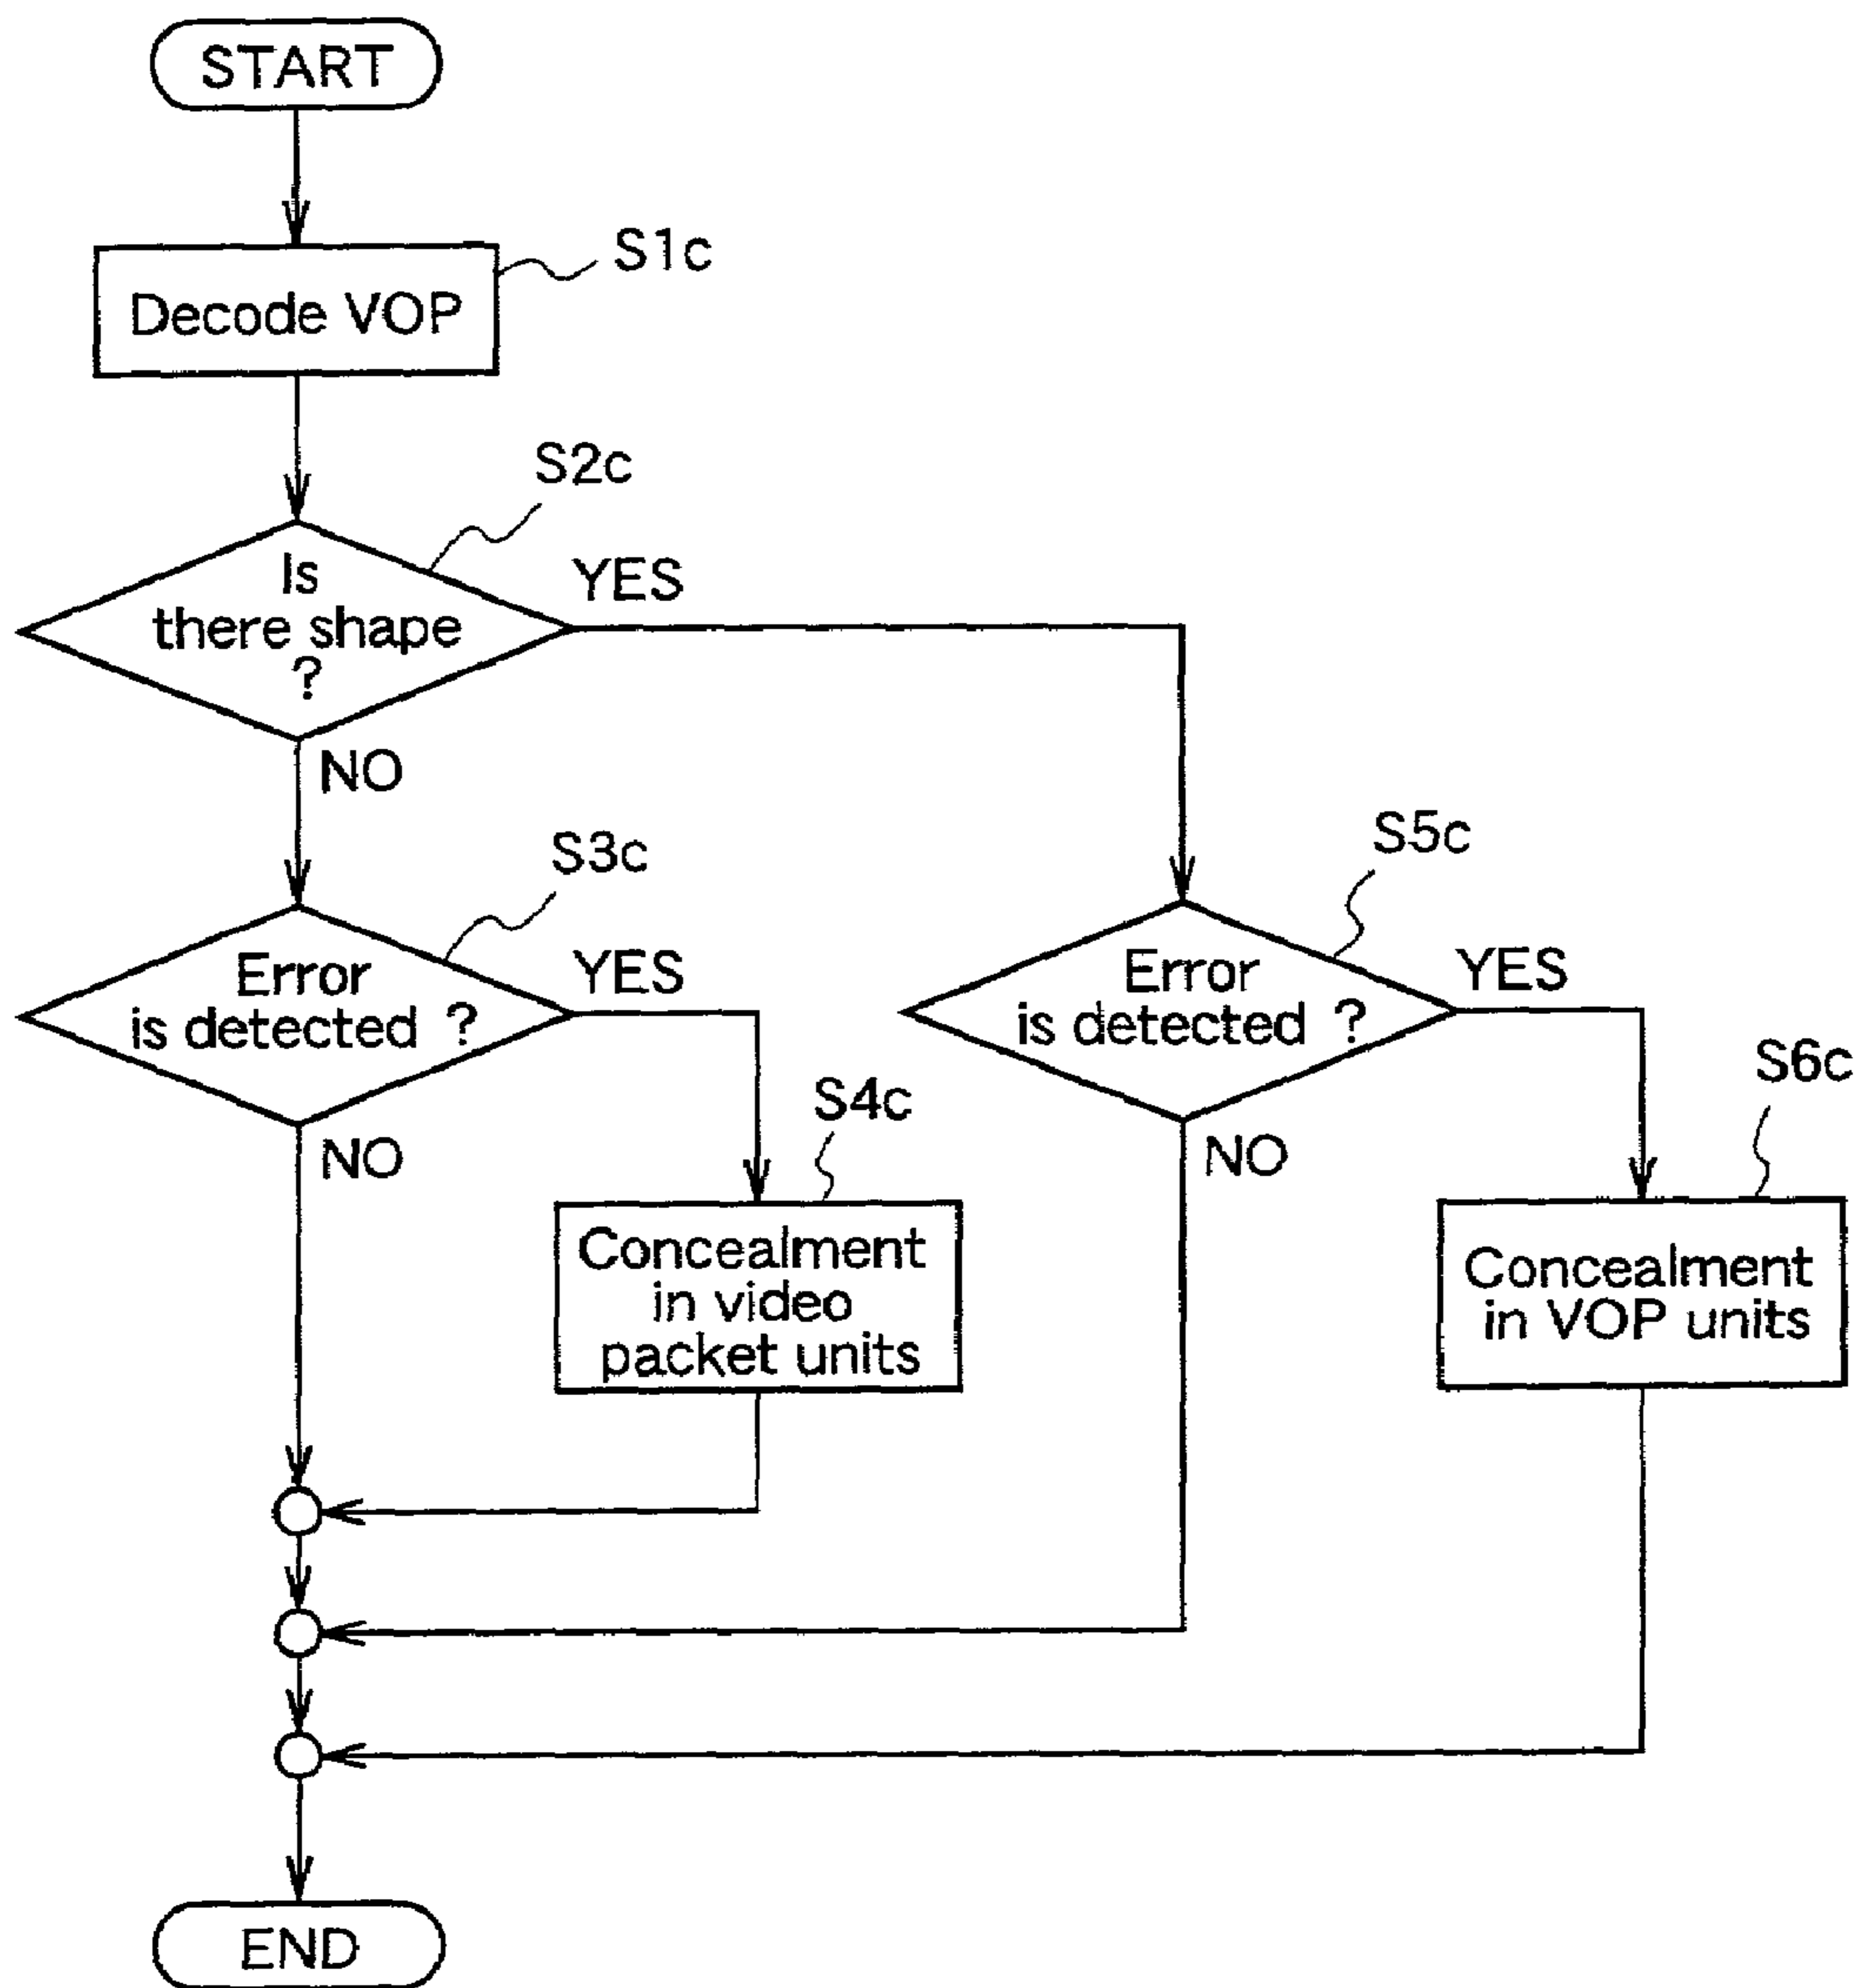 START
S1c
Decode VOP
S2c
Is
there shape
?
YES
NO
S3c
Error
is detected ?
YES
NO
S5c
Error
is detected ?
YES
NO
S4c
Concealment
in video
packet units
S6c
Concealment
in VOP units
END